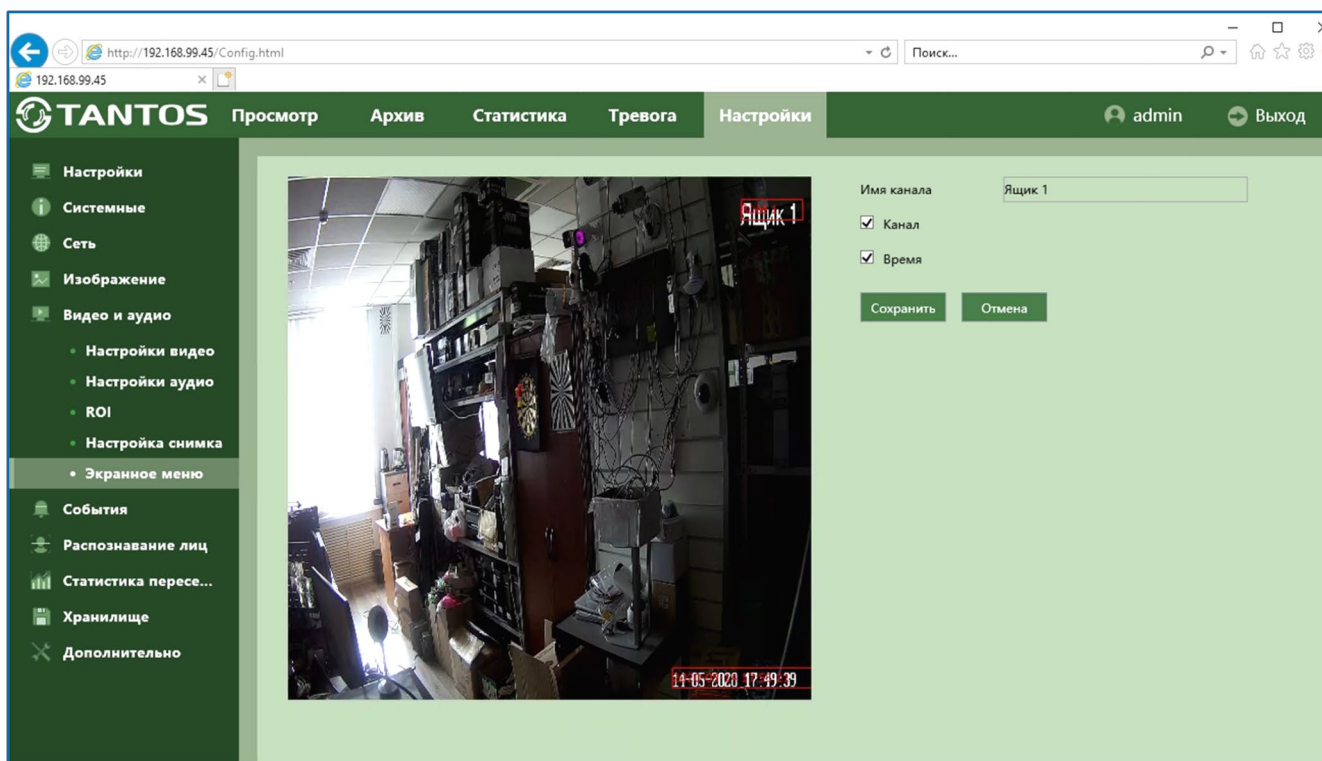 http://192.168.99.45/Config.html
Поиск...
192.168.99.45
TANTOS
Просмотр
Архив
Статистика
Тревога
Настройки
admin
Выход
Настройки
Системные
Сеть
Изображение
Видео и аудио
Настройки видео
Настройки аудио
ROI
Настройка снимка
Экранное меню
События
Распознавание лиц
Статистика пересе...
Хранилище
Дополнительно
Ящик 1
14-05-2020 17:49:39
Имя канала
Ящик 1
Канал
Время
Сохранить
Отмена